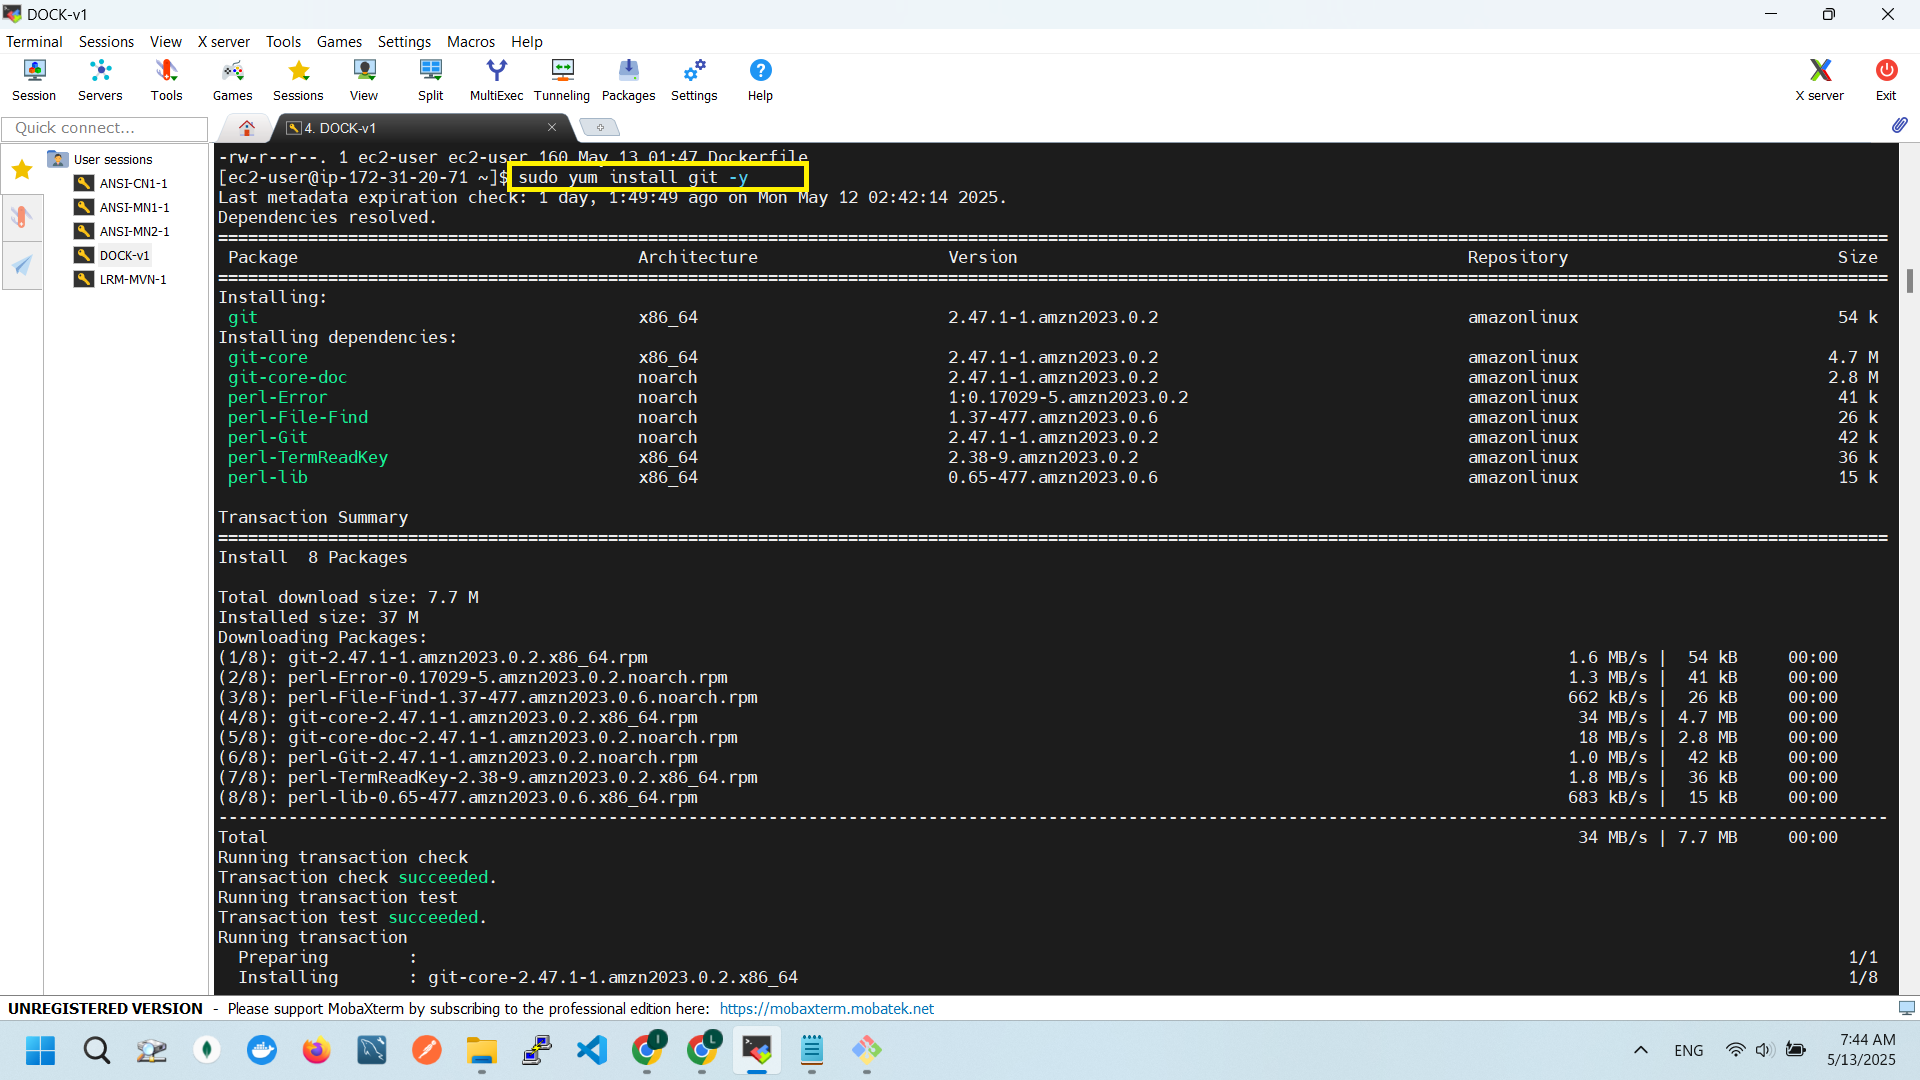 DOCK-v1
Terminal Sessions View X server Tools Games Settings Macros Help
Session Servers Tools Games Sessions View Split MultiExec Tunneling Packages Settings Help X server Exit
Quick connect...
4. DOCK-v1
User sessions
ANSI-CN1-1
ANSI-MN1-1
ANSI-MN2-1
DOCK-v1
LRM-MVN-1
-rw-r--r--. 1 ec2-user ec2-user 160 May 13 01:47 Dockerfile
[ec2-user@ip-172-31-20-71 ~]$ sudo yum install git -y
Last metadata expiration check: 1 day, 1:49:49 ago on Mon May 12 02:42:14 2025.
Dependencies resolved.
Package Architecture Version Repository Size
Installing:
git x86_64 2.47.1-1.amzn2023.0.2 amazonlinux 54 k
Installing dependencies:
git-core x86_64 2.47.1-1.amzn2023.0.2 amazonlinux 4.7 M
git-core-doc noarch 2.47.1-1.amzn2023.0.2 amazonlinux 2.8 M
perl-Error noarch 1:0.17029-5.amzn2023.0.2 amazonlinux 41 k
perl-File-Find noarch 1.37-477.amzn2023.0.6 amazonlinux 26 k
perl-Git noarch 2.47.1-1.amzn2023.0.2 amazonlinux 42 k
perl-TermReadKey x86_64 2.38-9.amzn2023.0.2 amazonlinux 36 k
perl-lib x86_64 0.65-477.amzn2023.0.6 amazonlinux 15 k
Transaction Summary
Install 8 Packages
Total download size: 7.7 M
Installed size: 37 M
Downloading Packages:
(1/8): git-2.47.1-1.amzn2023.0.2.x86_64.rpm 1.6 MB/s | 54 kB 00:00
(2/8): perl-Error-0.17029-5.amzn2023.0.2.noarch.rpm 1.3 MB/s | 41 kB 00:00
(3/8): perl-File-Find-1.37-477.amzn2023.0.6.noarch.rpm 662 kB/s | 26 kB 00:00
(4/8): git-core-2.47.1-1.amzn2023.0.2.x86_64.rpm 34 MB/s | 4.7 MB 00:00
(5/8): git-core-doc-2.47.1-1.amzn2023.0.2.noarch.rpm 18 MB/s | 2.8 MB 00:00
(6/8): perl-Git-2.47.1-1.amzn2023.0.2.noarch.rpm 1.0 MB/s | 42 kB 00:00
(7/8): perl-TermReadKey-2.38-9.amzn2023.0.2.x86_64.rpm 1.8 MB/s | 36 kB 00:00
(8/8): perl-lib-0.65-477.amzn2023.0.6.x86_64.rpm 683 kB/s | 15 kB 00:00
Total 34 MB/s | 7.7 MB 00:00
Running transaction check
Transaction check succeeded.
Running transaction test
Transaction test succeeded.
Running transaction
Preparing : 1/1
Installing : git-core-2.47.1-1.amzn2023.0.2.x86_64 1/8
UNREGISTERED VERSION - Please support MobaXterm by subscribing to the professional edition here: https://mobaxterm.mobatek.net
I
L
ENG
7:44 AM
5/13/2025